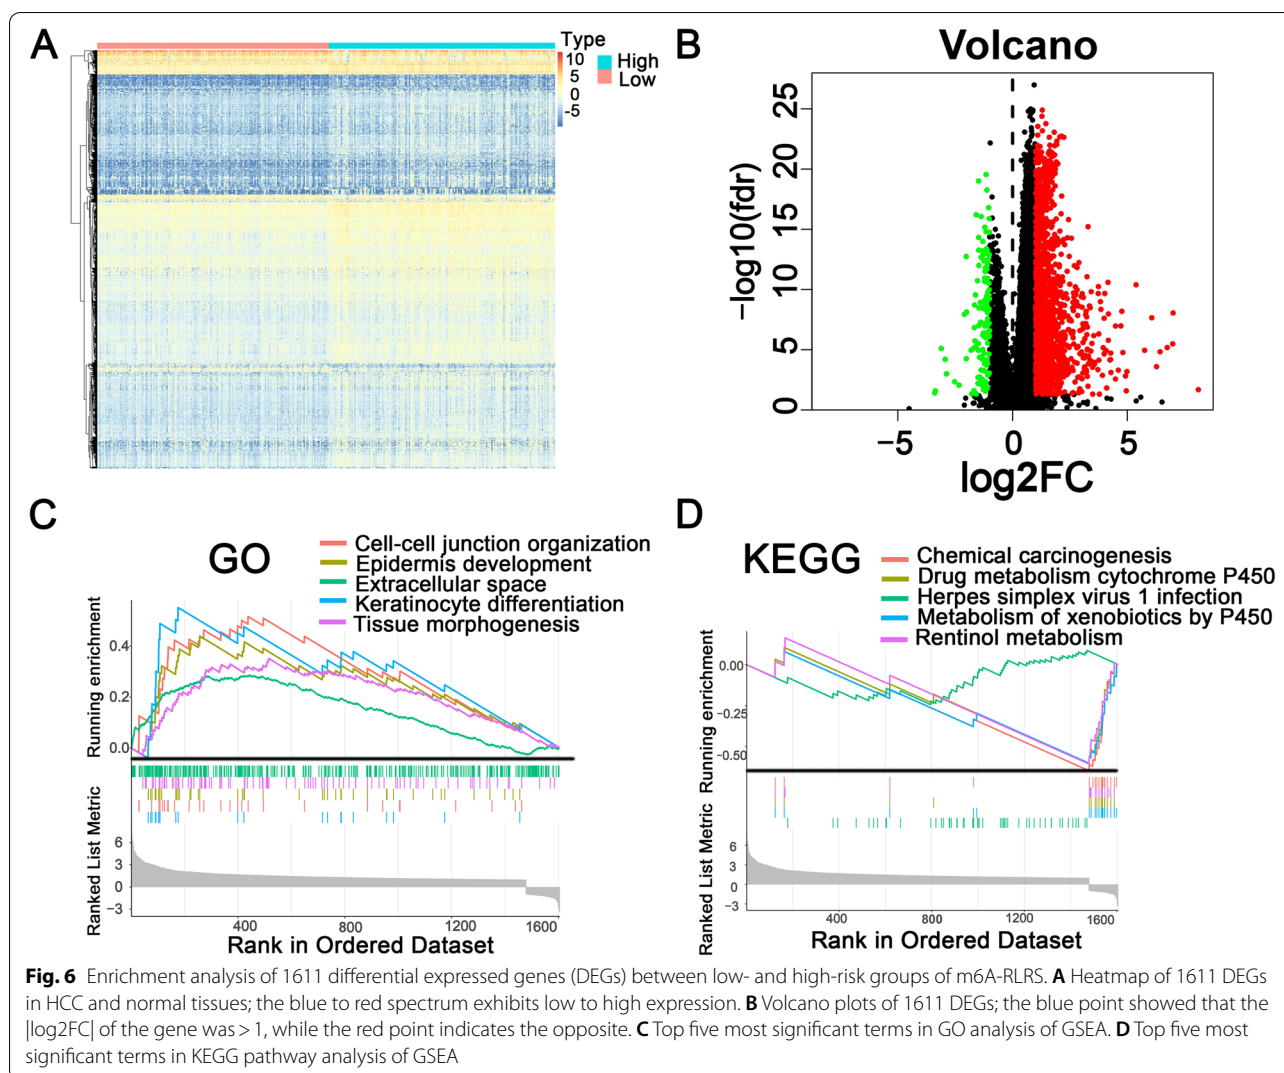 A
Type
10
5
0
-5
High
Low
B
Volcano
25
20
15
10
5
0
-log10(fdr)
-5
0
5
log2FC
C
GO
Cell-cell junction organization
Epidermis development
Extracellular space
Keratinocyte differentiation
Tissue morphogenesis
Running enrichment
0.4
0.2
0.0
Ranked List Metric
6
3
0
-3
400
800
1200
1600
Rank in Ordered Dataset
D
KEGG
Chemical carcinogenesis
Drug metabolism cytochrome P450
Herpes simplex virus 1 infection
Metabolism of xenobiotics by P450
Rentinol metabolism
Running enrichment
0.00
-0.25
-0.50
Ranked List Metric
6
3
0
-3
400
800
1200
1600
Rank in Ordered Dataset
Fig. 6 Enrichment analysis of 1611 differential expressed genes (DEGs) between low- and high-risk groups of m6A-RLRS. A Heatmap of 1611 DEGs
in HCC and normal tissues; the blue to red spectrum exhibits low to high expression. B Volcano plots of 1611 DEGs; the blue point showed that the
|log2FC| of the gene was > 1, while the red point indicates the opposite. C Top five most significant terms in GO analysis of GSEA. D Top five most
significant terms in KEGG pathway analysis of GSEA